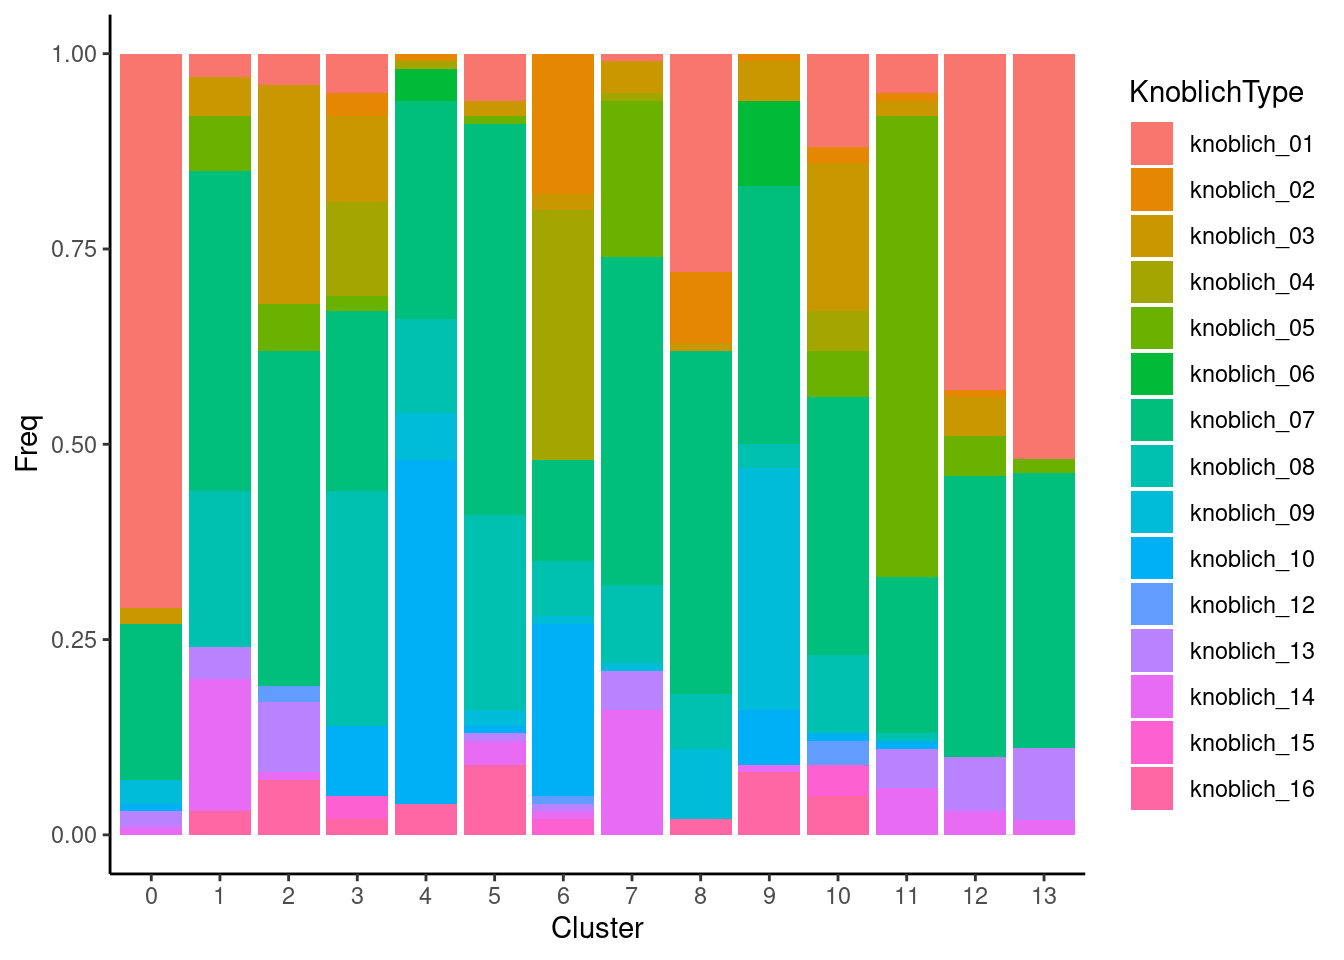 1.00
0.75
0.50
0.25
0.00
Freq
0 1 2 3 4 5 6 7 8 9 10 11 12 13
Cluster
KnoblichType
knoblich_01
knoblich_02
knoblich_03
knoblich_04
knoblich_05
knoblich_06
knoblich_07
knoblich_08
knoblich_09
knoblich_10
knoblich_12
knoblich_13
knoblich_14
knoblich_15
knoblich_16